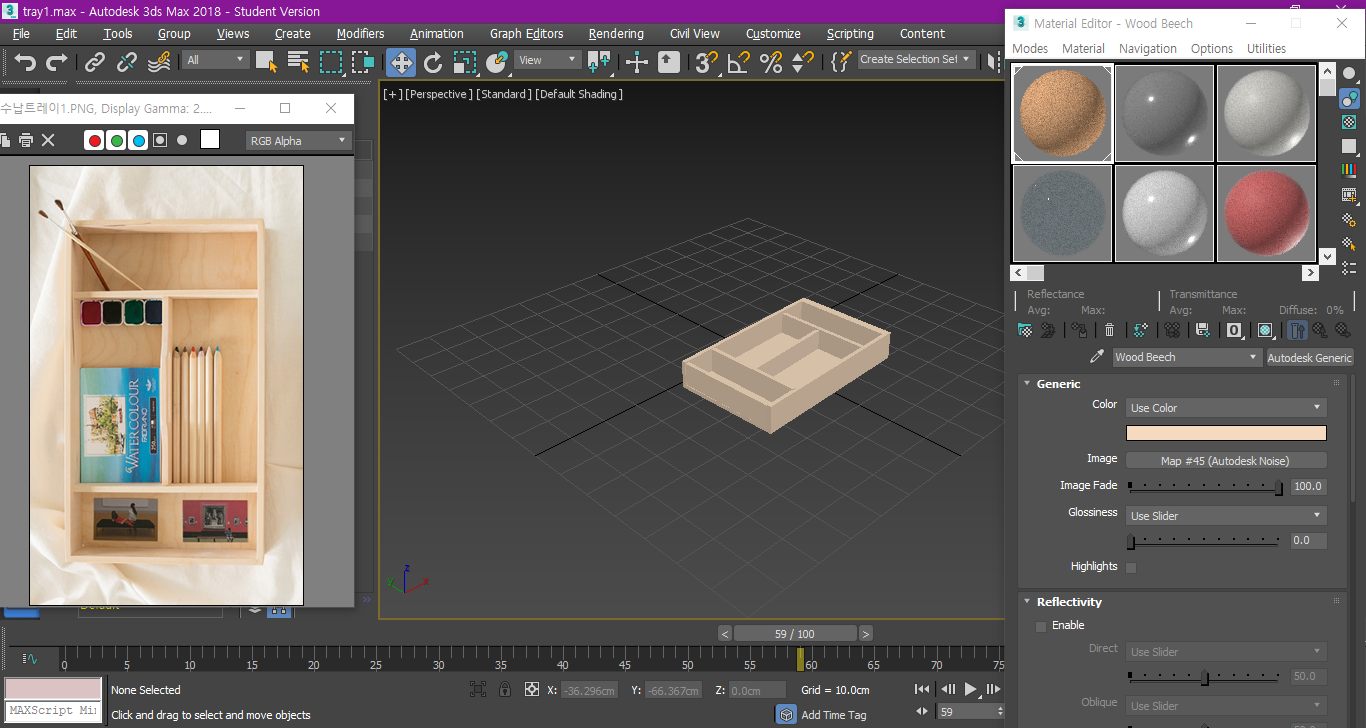 tray1.max - Autodesk 3ds Max 2018 - Student Version
File Edit Tools Group Views Create Modifiers Animation Graph Editors Rendering Civil View Customize Scripting Content
All
View
Create Selection Set
수납트레이1.PNG, Display Gamma: 2....
RGB Alpha
WATERCOLOUR
FABRIANO
[+] [Perspective ] [Standard ] [Default Shading ]
Material Editor - Wood Beech
Modes Material Navigation Options Utilities
Reflectance
Transmittance
Avg: Max:
Avg: Max: Diffuse: 0%
Wood Beech
Autodesk Generic
Generic
Color Use Color
Image Map #45 (Autodesk Noise)
Image Fade 100.0
Glossiness Use Slider
0.0
Highlights
Reflectivity
Enable
Direct Use Slider
50.0
Oblique Use Slider
50.0
z
x
y
Default
< 59 / 100 >
0 5 10 15 20 25 30 35 40 45 50 55 60 65 70 75
None Selected
X: -36.296cm Y: -66.367cm Z: 0.0cm Grid = 10.0cm
MAXScript Mi
Click and drag to select and move objects
Add Time Tag
59